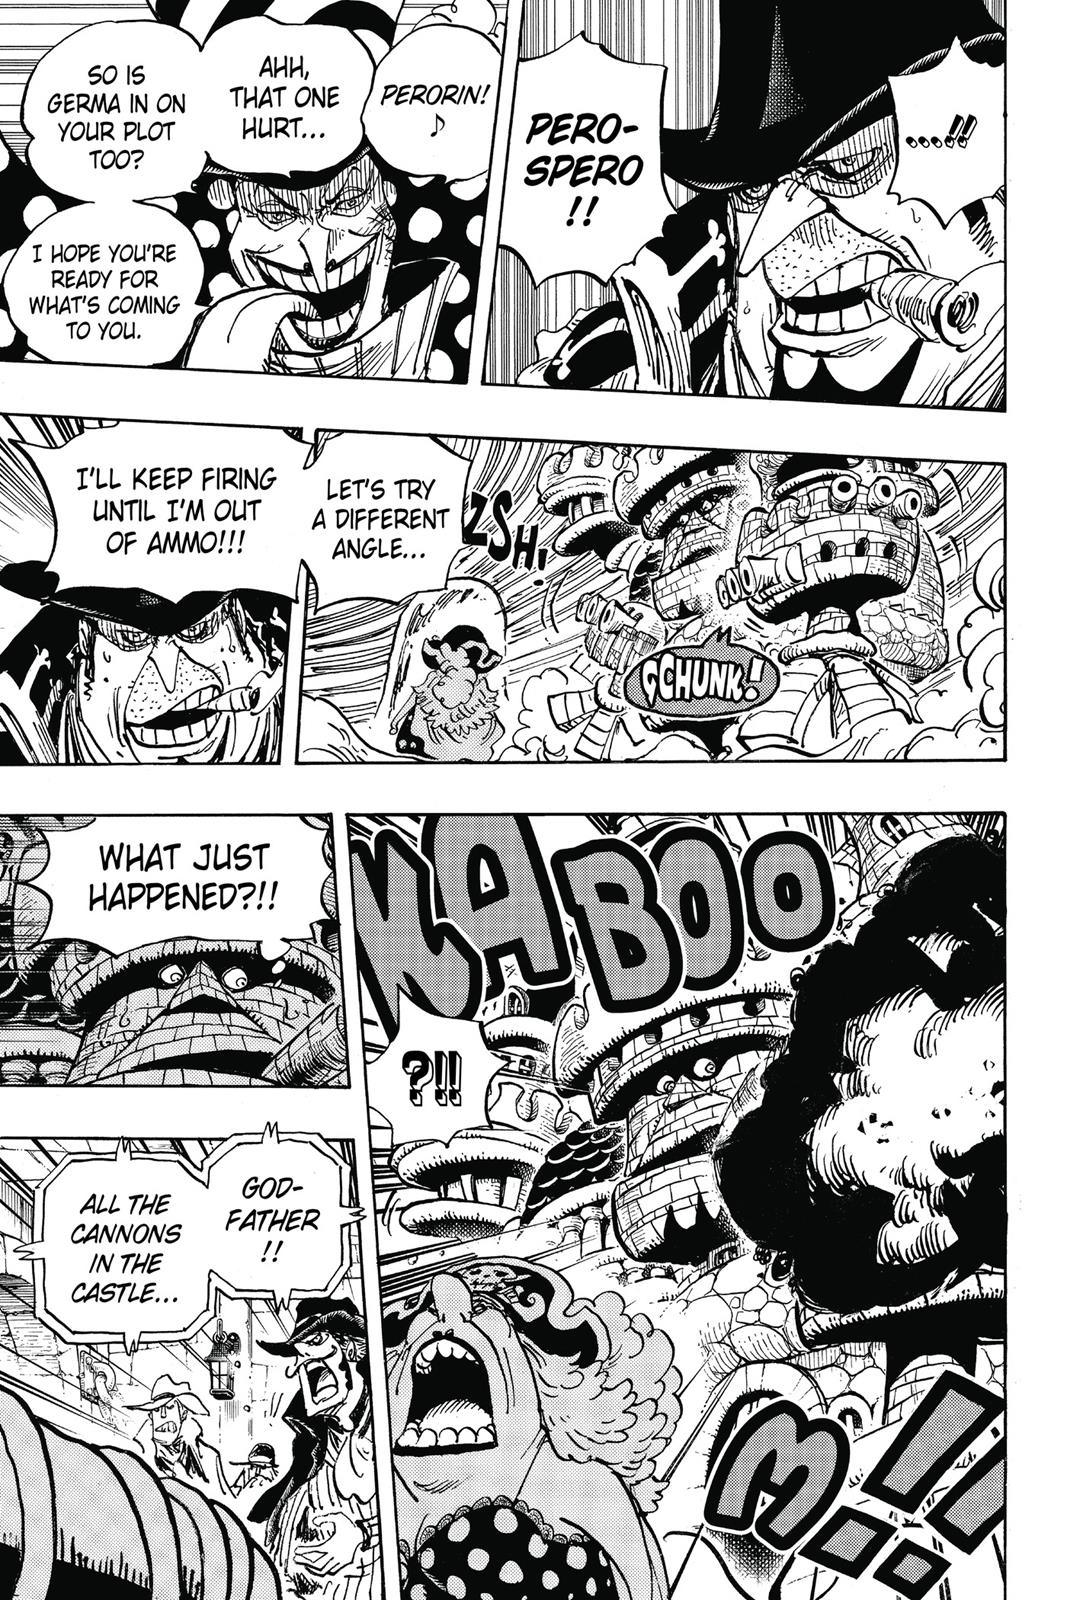 ....!!
PERO-
SPERO
!!
PERORIN!
♪
AHH,
THAT ONE
HURT...
SO IS
GERMA IN ON
YOUR PLOT
TOO?
I HOPE YOU'RE
READY FOR
WHAT'S COMING
TO YOU.
GCHUNK!
ZSH!
LET'S TRY
A DIFFERENT
ANGLE...
I'LL KEEP FIRING
UNTIL I'M OUT
OF AMMO!!!
KABOOM!!
?!!
WHAT JUST
HAPPENED?!!
GOD-
FATHER
!!
ALL THE
CANNONS
IN THE
CASTLE...